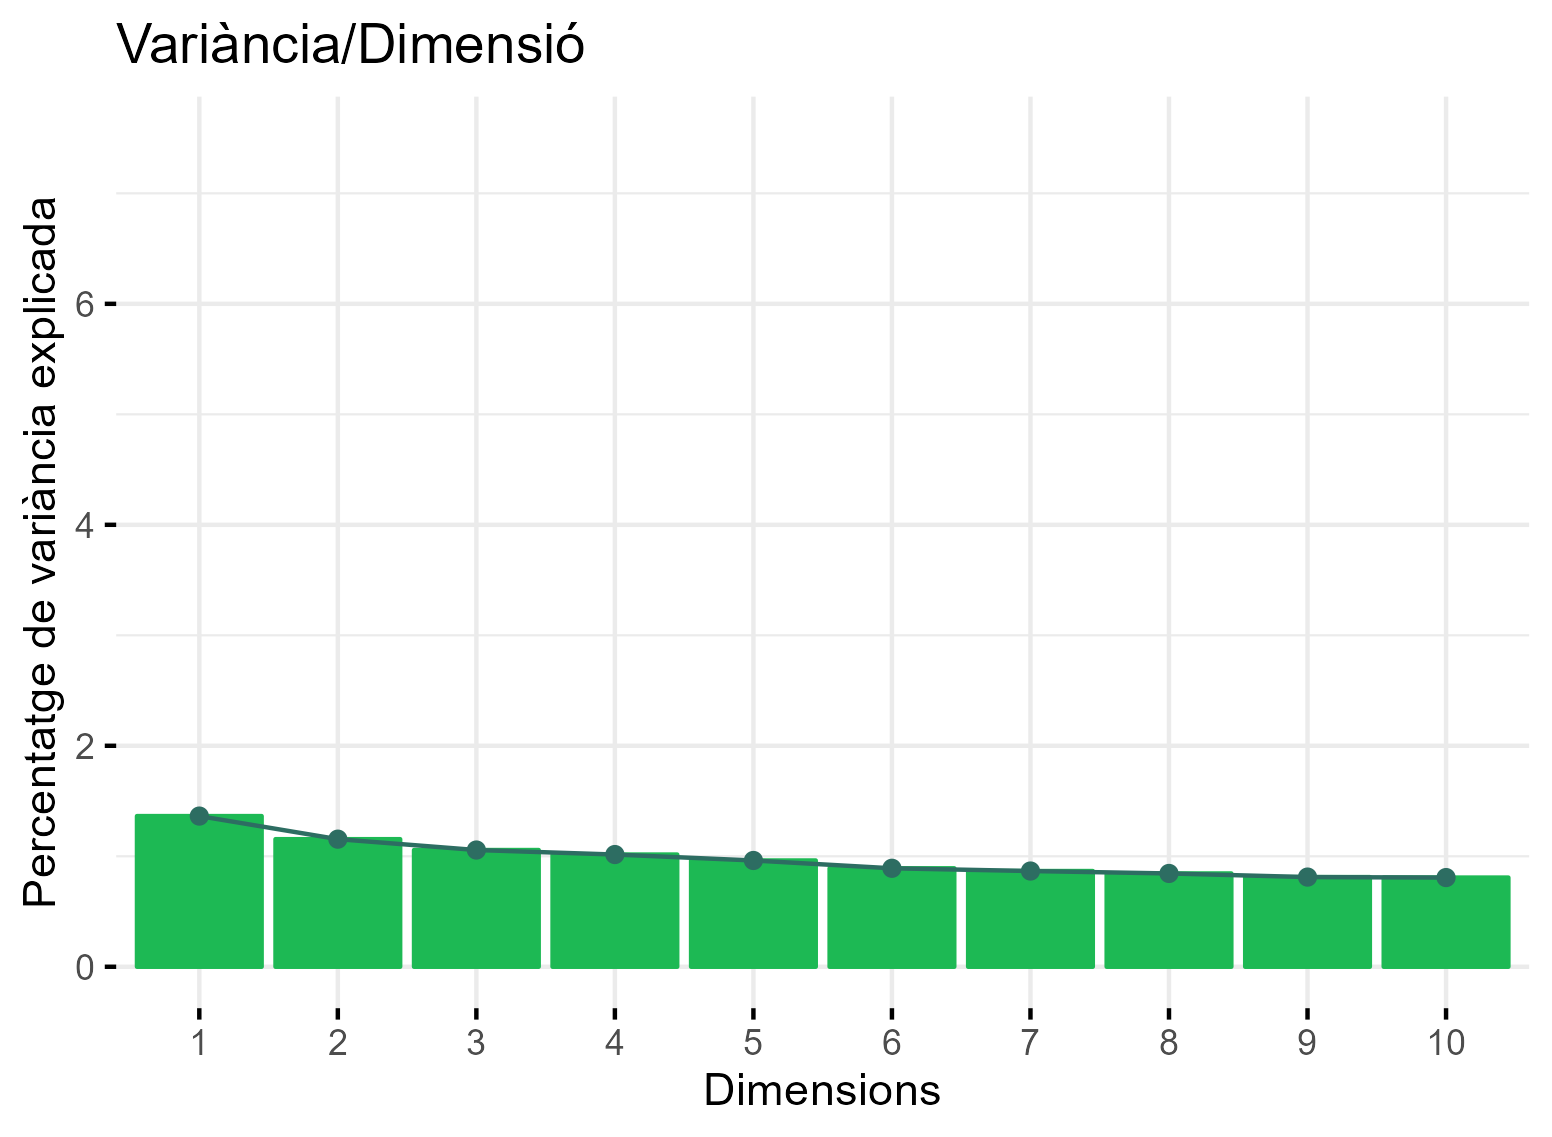 Variància/Dimensió
Percentatge de variància explicada
6
4
2
0
1 2 3 4 5 6 7 8 9 10
Dimensions